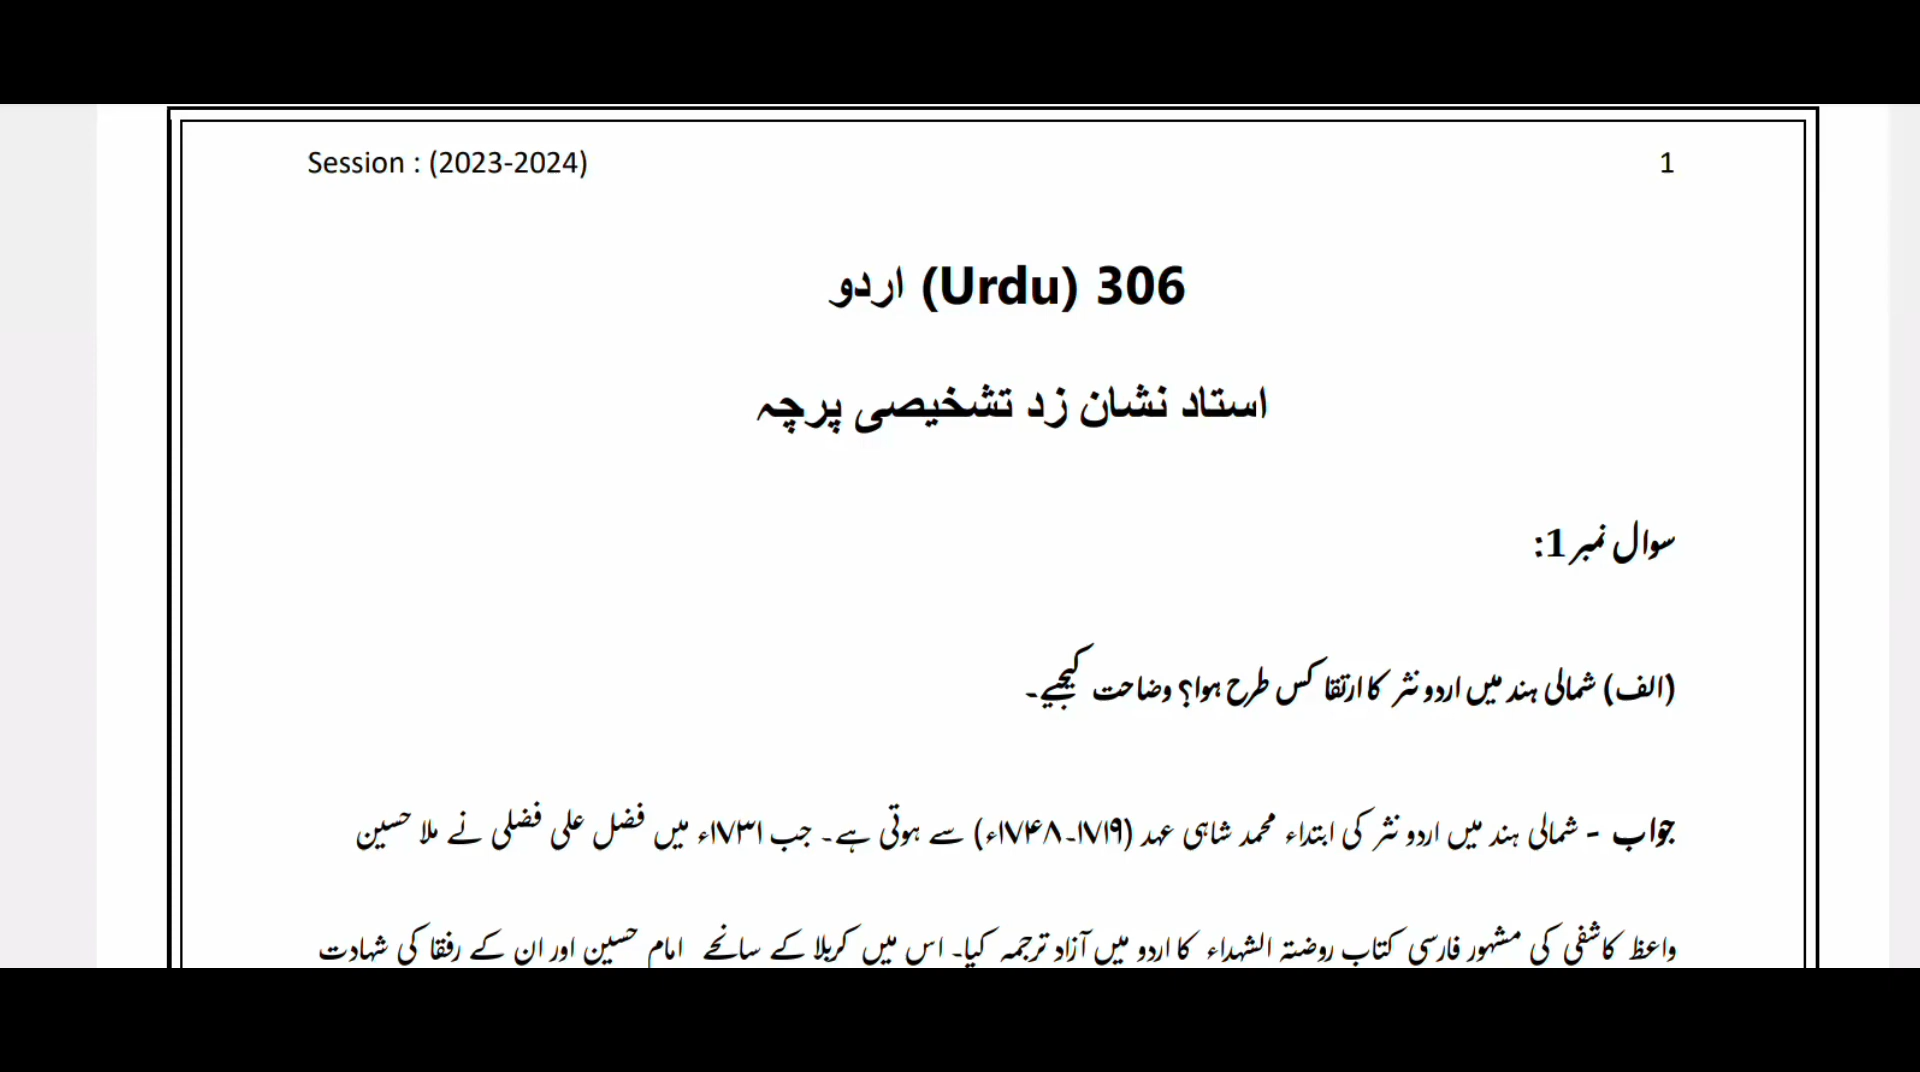 Session : (2023-2024) 1
اردو (Urdu) 306
استاد نشان زد تشخیصی پرچہ
سوال نمبر 1:
(الف) شمالی ہند میں اردو نثر کا ارتقا کس طرح ہوا؟ وضاحت کیجیے۔
جواب - شمالی ہند میں اردو نثر کی ابتداء محمد شاہی عہد (۱۷۱۹۔۱۷۴۸ء) سے ہوتی ہے۔ جب ۱۷۳۱ء میں فضل علی فضلی نے ملا حسین
واعظ کاشفی کی مشہور فارسی کتاب روضتہ الشہداء کا اردو میں آزاد ترجمہ کیا۔ اس میں کربلا کے سانحے امام حسین اور ان کے رفقا کی شہادت